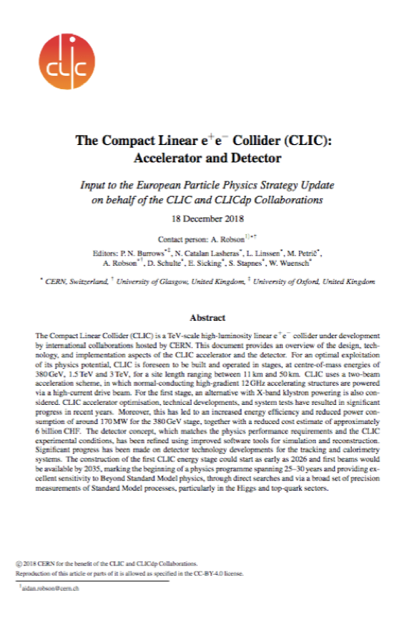 clic
The Compact Linear e⁺e⁻ Collider (CLIC):
Accelerator and Detector
Input to the European Particle Physics Strategy Update
on behalf of the CLIC and CLICdp Collaborations
18 December 2018
Contact person: A. Robson
Editors: P. N. Burrows, N. Catalan Lasheras, L. Linssen, M. Petrič,
A. Robson, D. Schulte, E. Sicking, S. Stapnes, W. Wuensch
* CERN, Switzerland, † University of Glasgow, United Kingdom, ‡ University of Oxford, United Kingdom
Abstract
The Compact Linear Collider (CLIC) is a TeV-scale high-luminosity linear e⁺e⁻ collider under development
by international collaborations hosted by CERN. This document provides an overview of the design, tech-
nology, and implementation aspects of the CLIC accelerator and the detector. For an optimal exploitation
of its physics potential, CLIC is foreseen to be built and operated in stages, at centre-of-mass energies of
380 GeV, 1.5 TeV and 3 TeV, for a site length ranging between 11 km and 50 km. CLIC uses a two-beam
acceleration scheme, in which normal-conducting high-gradient 12 GHz accelerating structures are powered
via a high-current drive beam. For the first stage, an alternative with X-band klystron powering is also con-
sidered. CLIC accelerator optimisation, technical developments, and system tests have resulted in significant
progress in recent years. Moreover, this has led to an increased energy efficiency and reduced power con-
sumption of around 170 MW for the 380 GeV stage, together with a reduced cost estimate of approximately
6 billion CHF. The detector concept, which matches the physics performance requirements and the CLIC
experimental conditions, has been refined using improved software tools for simulation and reconstruction.
Significant progress has been made on detector technology developments for the tracking and calorimetry
systems. The construction of the first CLIC energy stage could start as early as 2026 and first beams would
be available by 2035, marking the beginning of a physics programme spanning 25–30 years and providing ex-
cellent sensitivity to Beyond Standard Model physics, through direct searches and via a broad set of precision
measurements of Standard Model processes, particularly in the Higgs and top-quark sectors.
© 2018 CERN for the benefit of the CLIC and CLICdp Collaborations.
Reproduction of this article or parts of it is allowed as specified in the CC-BY-4.0 license.
aidan.robson@cern.ch